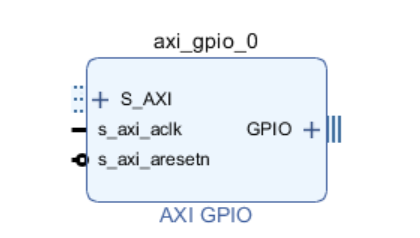 axi_gpio_0
S_AXI
s_axi_aclk
GPIO
s_axi_aresetn
AXI GPIO